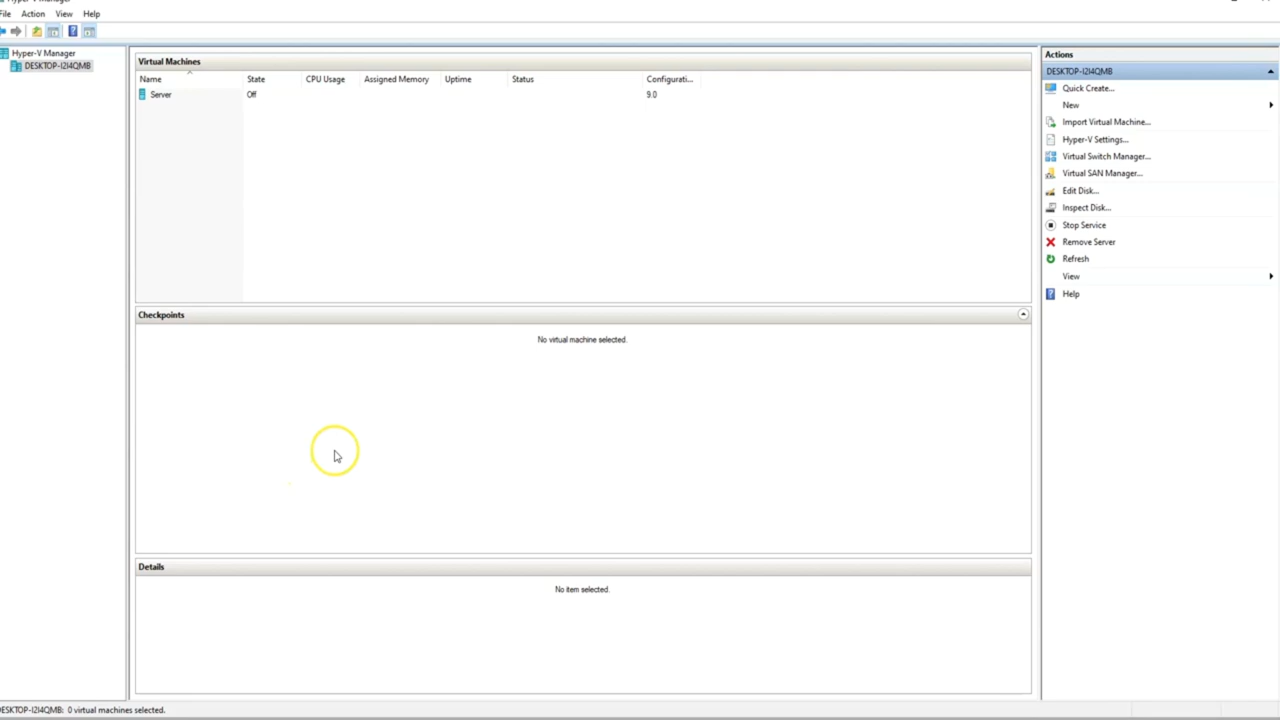 Hyper-V Manager
File Action View Help
Hyper-V Manager
DESKTOP-I2I4QMB
Virtual Machines
Name State CPU Usage Assigned Memory Uptime Status Configurati...
Server Off 9.0
Checkpoints
No virtual machine selected.
Details
No item selected.
Actions
DESKTOP-I2I4QMB
Quick Create...
New
Import Virtual Machine...
Hyper-V Settings...
Virtual Switch Manager...
Virtual SAN Manager...
Edit Disk...
Inspect Disk...
Stop Service
Remove Server
Refresh
View
Help
DESKTOP-I2I4QMB: 0 virtual machines selected.